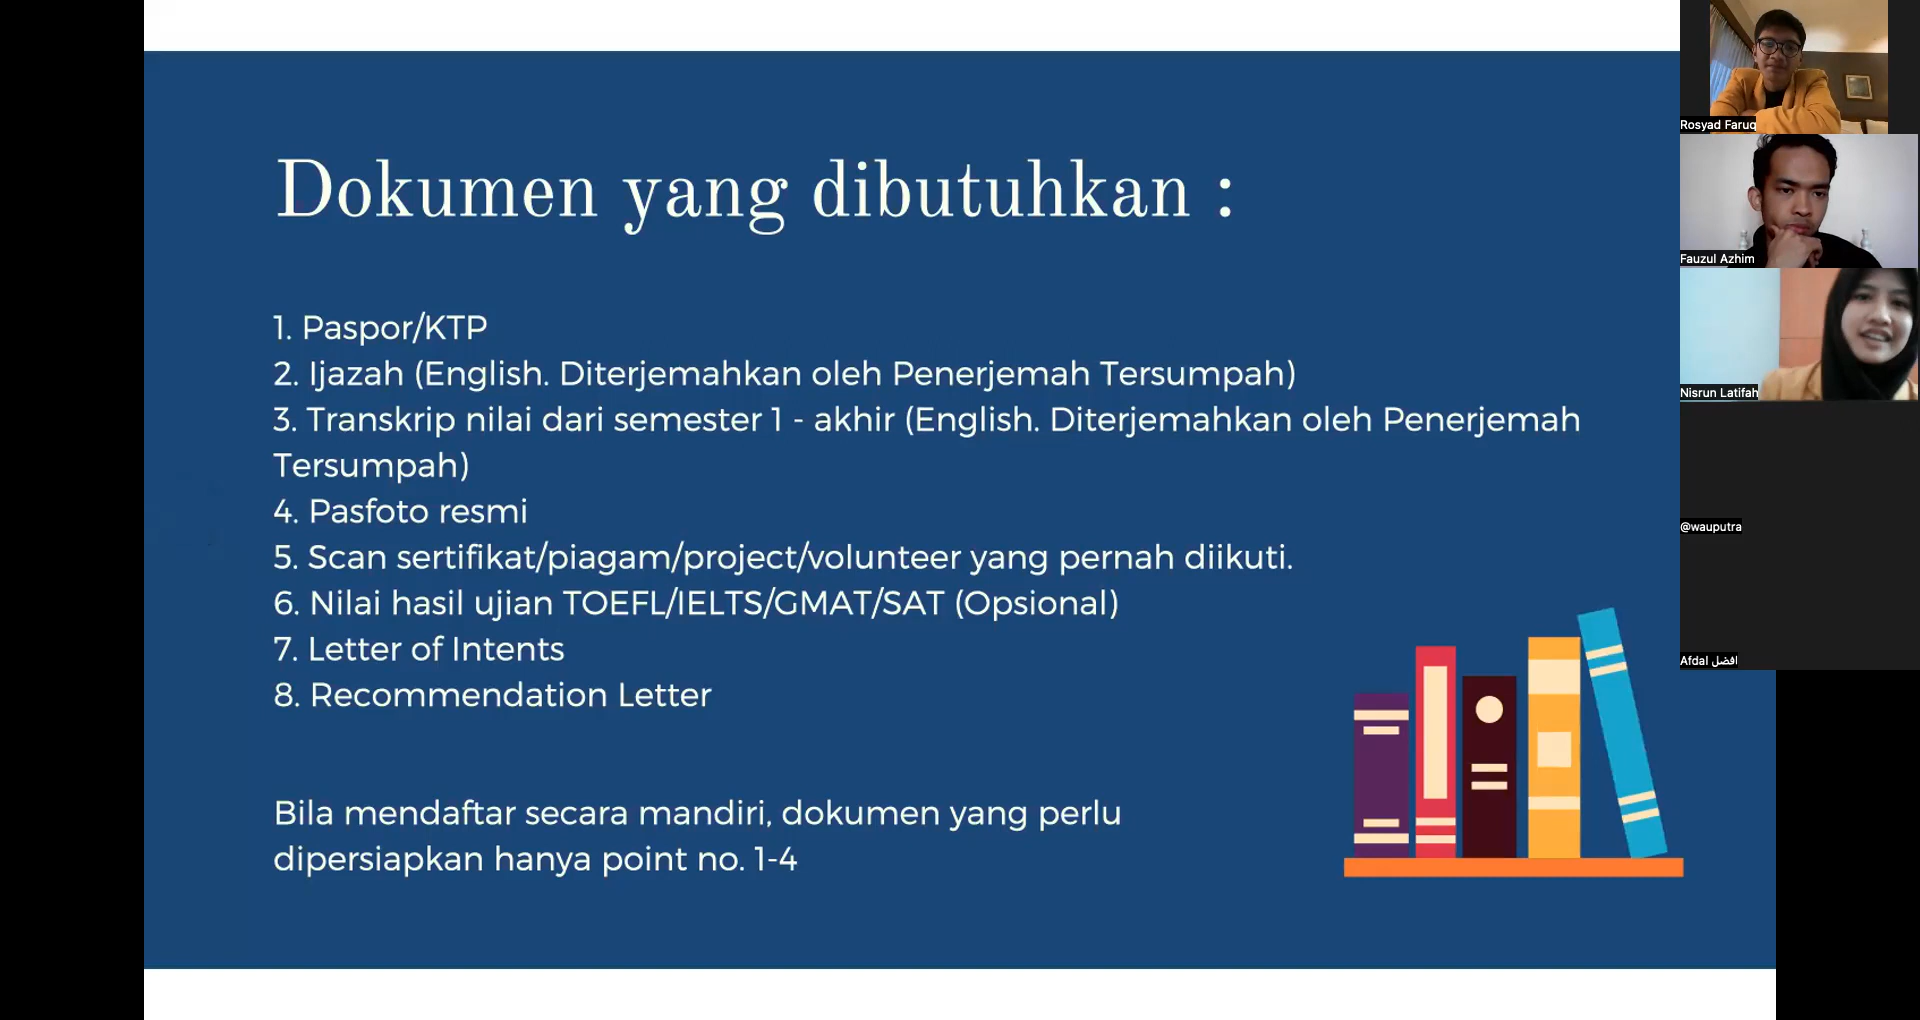 Dokumen yang dibutuhkan :
1. Paspor/KTP
2. Ijazah (English. Diterjemahkan oleh Penerjemah Tersumpah)
3. Transkrip nilai dari semester 1 - akhir (English. Diterjemahkan oleh Penerjemah
Tersumpah)
4. Pasfoto resmi
5. Scan sertifikat/piagam/project/volunteer yang pernah diikuti.
6. Nilai hasil ujian TOEFL/IELTS/GMAT/SAT (Opsional)
7. Letter of Intents
8. Recommendation Letter
Bila mendaftar secara mandiri, dokumen yang perlu
dipersiapkan hanya point no. 1-4
Rosyad Faruq
Fauzul Azhim
Nisrun Latifah
@wauputra
Afdal افضل